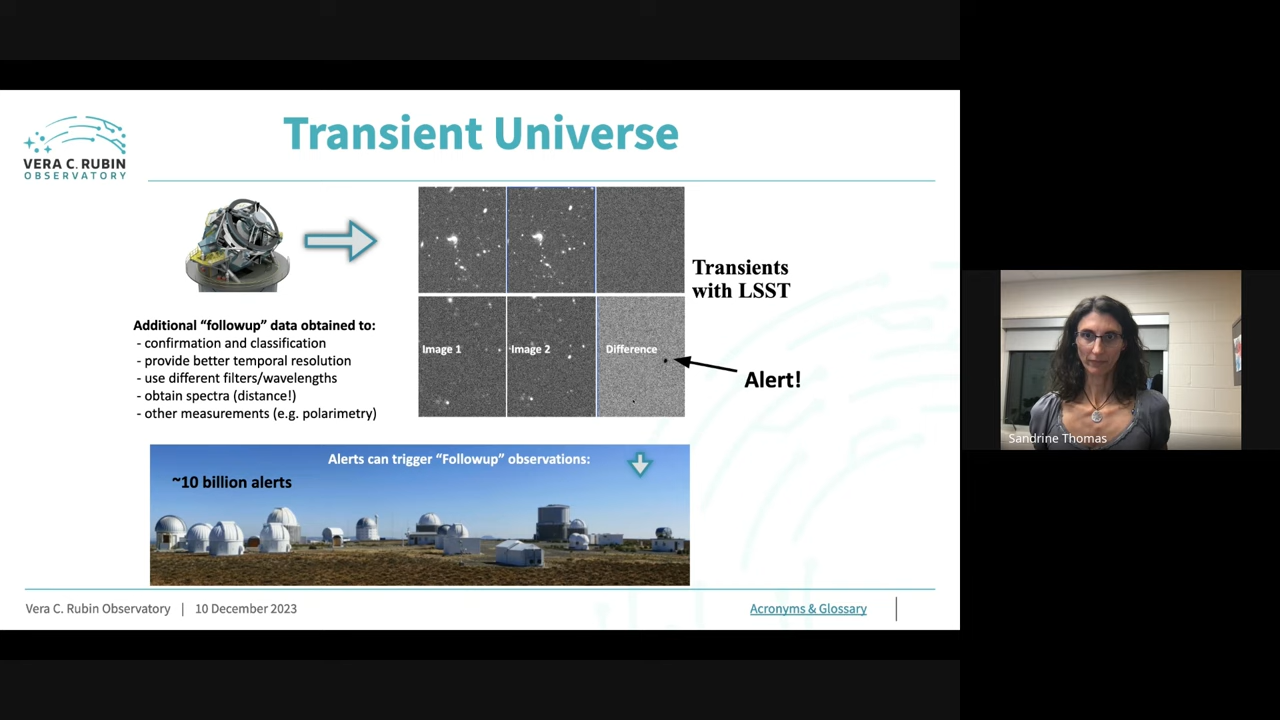 Transient Universe
VERA C. RUBIN
OBSERVATORY
Transients
with LSST
Additional “followup” data obtained to:
- confirmation and classification
- provide better temporal resolution
- use different filters/wavelengths
- obtain spectra (distance!)
- other measurements (e.g. polarimetry)
Image 1
Image 2
Difference
Alert!
Alerts can trigger “Followup” observations:
~10 billion alerts
Sandrine Thomas
Vera C. Rubin Observatory | 10 December 2023
Acronyms & Glossary